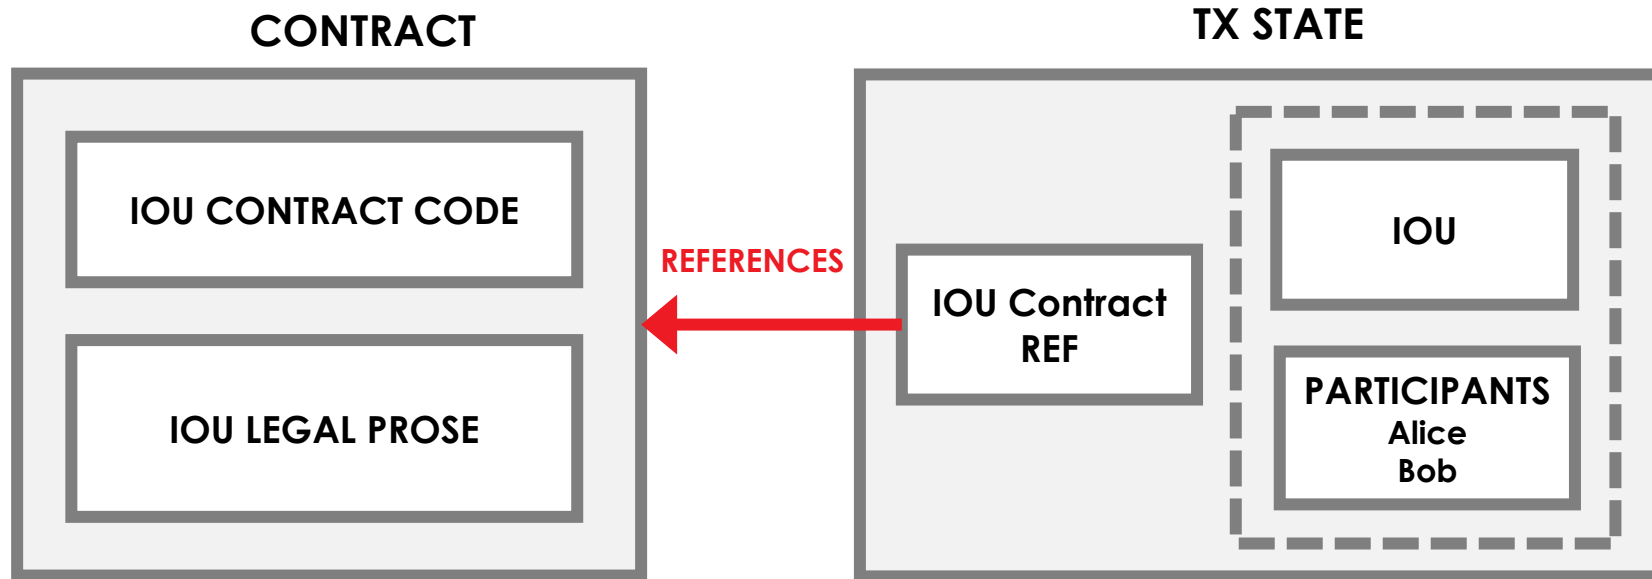 CONTRACT
IOU CONTRACT CODE
IOU LEGAL PROSE
REFERENCES
TX STATE
IOU Contract
REF
IOU
PARTICIPANTS
Alice
Bob